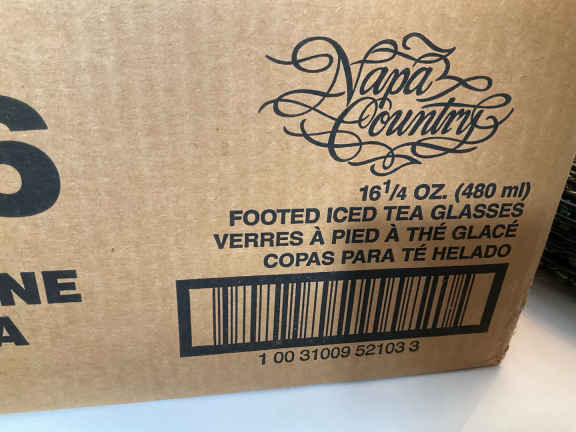 Napa
Country
S
16 1/4 OZ. (480 ml)
FOOTED ICED TEA GLASSES
VERRES À PIED À THÉ GLACÉ
COPAS PARA TÉ HELADO
NE
A
1 00 31009 52103 3